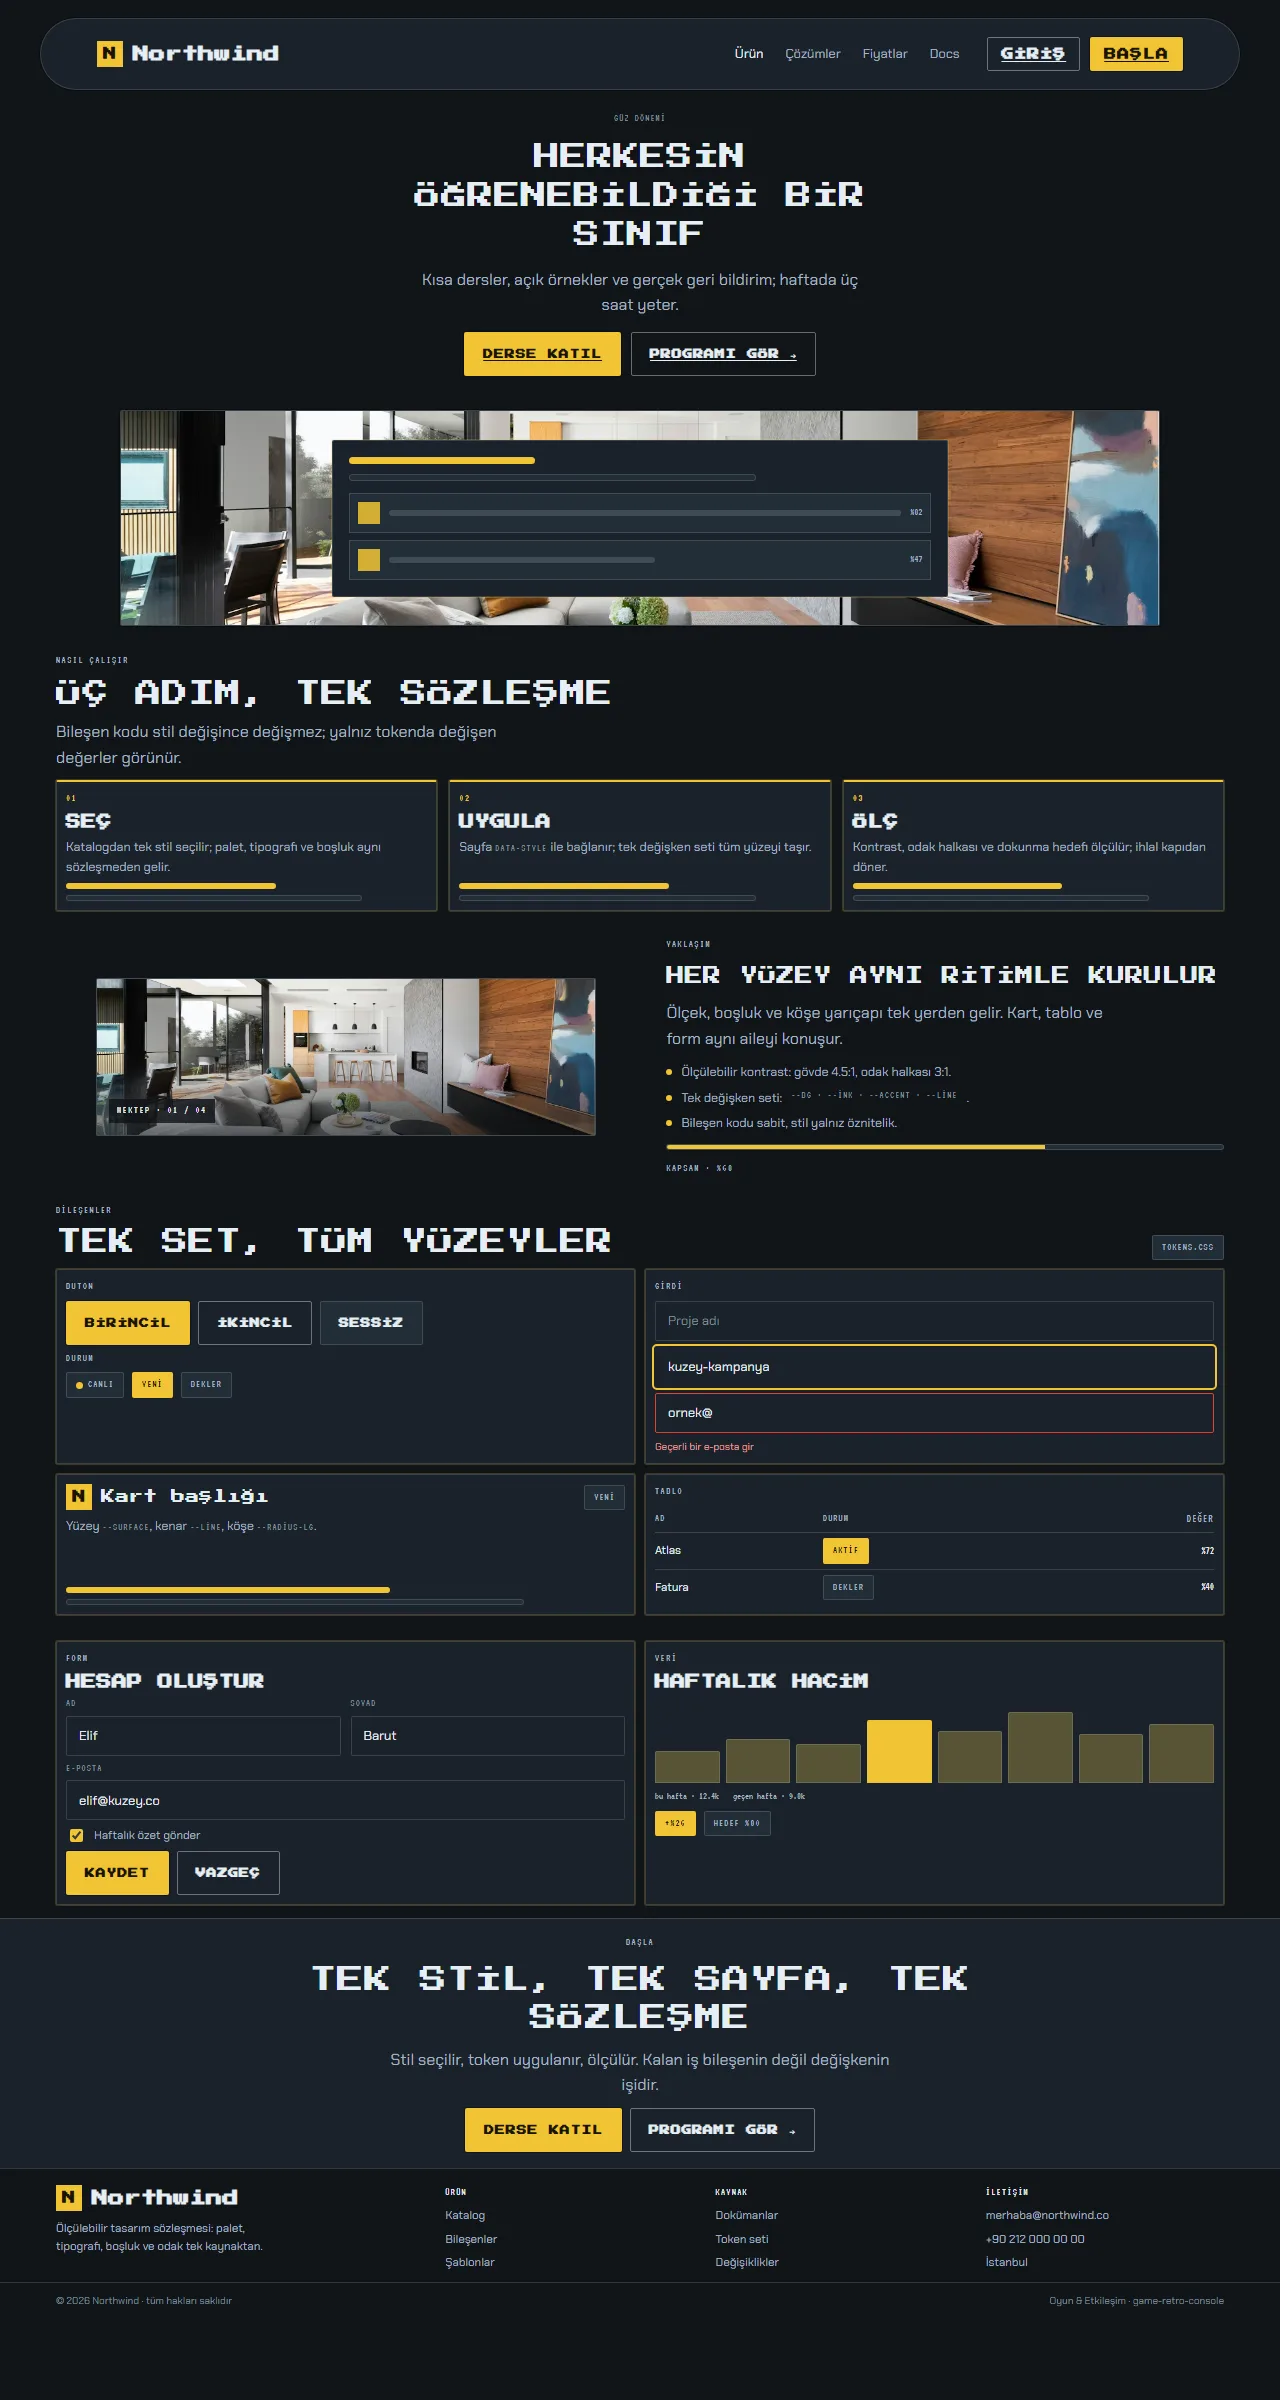 N Northwind
Ürün Çözümler Fiyatlar Docs GİRİŞ BAŞLA
GÜZ DÖNEMİ
HERKESİN
ÖĞRENEBİLDİĞİ BİR
SINIF
Kısa dersler, açık örnekler ve gerçek geri bildirim; haftada üç
saat yeter.
DERSE KATIL PROGRAMI GÖR →
%82
%47
NASIL ÇALIŞIR
ÜÇ ADIM, TEK SÖZLEŞME
Bileşen kodu stil değişince değişmez; yalnız tokenda değişen
değerler görünür.
01
SEÇ
Katalogdan tek stil seçilir; palet, tipografi ve boşluk aynı
sözleşmeden gelir.
02
UYGULA
Sayfa DATA-STYLE ile bağlanır; tek değişken seti tüm yüzeyi taşır.
03
ÖLÇ
Kontrast, odak halkası ve dokunma hedefi ölçülür; ihlal kapıdan
döner.
MEKTEP · 01 / 04
YAKLAŞIM
HER YÜZEY AYNI RİTİMLE KURULUR
Ölçek, boşluk ve köşe yarıçapı tek yerden gelir. Kart, tablo ve
form aynı aileyi konuşur.
Ölçülebilir kontrast: gövde 4.5:1, odak halkası 3:1.
Tek değişken seti: --BG · --İNK · --ACCENT · --LİNE .
Bileşen kodu sabit, stil yalnız öznitelik.
KAPSAM · %68
BİLEŞENLER
TEK SET, TÜM YÜZEYLER
TOKENS.CSS
BUTON
BİRİNCİL İKİNCİL SESSİZ
DURUM
CANLI YENİ BEKLER
GİRDİ
Proje adı
kuzey-kampanya
ornek@
Geçerli bir e-posta gir
N Kart başlığı YENİ
Yüzey --SURFACE, kenar --LİNE, köşe --RADİUS-LG.
TABLO
AD DURUM DEĞER
Atlas AKTİF %72
Fatura BEKLER %40
FORM
HESAP OLUŞTUR
AD SOYAD
Elif Barut
E-POSTA
elif@kuzey.co
Haftalık özet gönder
KAYDET VAZGEÇ
VERİ
HAFTALIK HACİM
bu hafta · 12.4k geçen hafta · 9.8k
+%26 HEDEF %80
BAŞLA
TEK STİL, TEK SAYFA, TEK
SÖZLEŞME
Stil seçilir, token uygulanır, ölçülür. Kalan iş bileşenin değil değişkenin
işidir.
DERSE KATIL PROGRAMI GÖR →
N Northwind
Ölçülebilir tasarım sözleşmesi: palet,
tipografi, boşluk ve odak tek kaynaktan.
ÜRÜN
Katalog
Bileşenler
Şablonlar
KAYNAK
Dokümanlar
Token seti
Değişiklikler
İLETİŞİM
merhaba@northwind.co
+90 212 000 00 00
İstanbul
© 2026 Northwind · tüm hakları saklıdır
Oyun & Etkileşim · game-retro-console